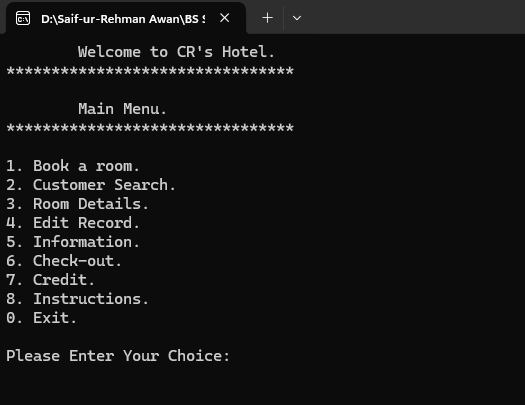 D:\Saif-ur-Rehman Awan\BS S
Welcome to CR's Hotel.
********************************
Main Menu.
********************************
1. Book a room.
2. Customer Search.
3. Room Details.
4. Edit Record.
5. Information.
6. Check-out.
7. Credit.
8. Instructions.
0. Exit.
Please Enter Your Choice: